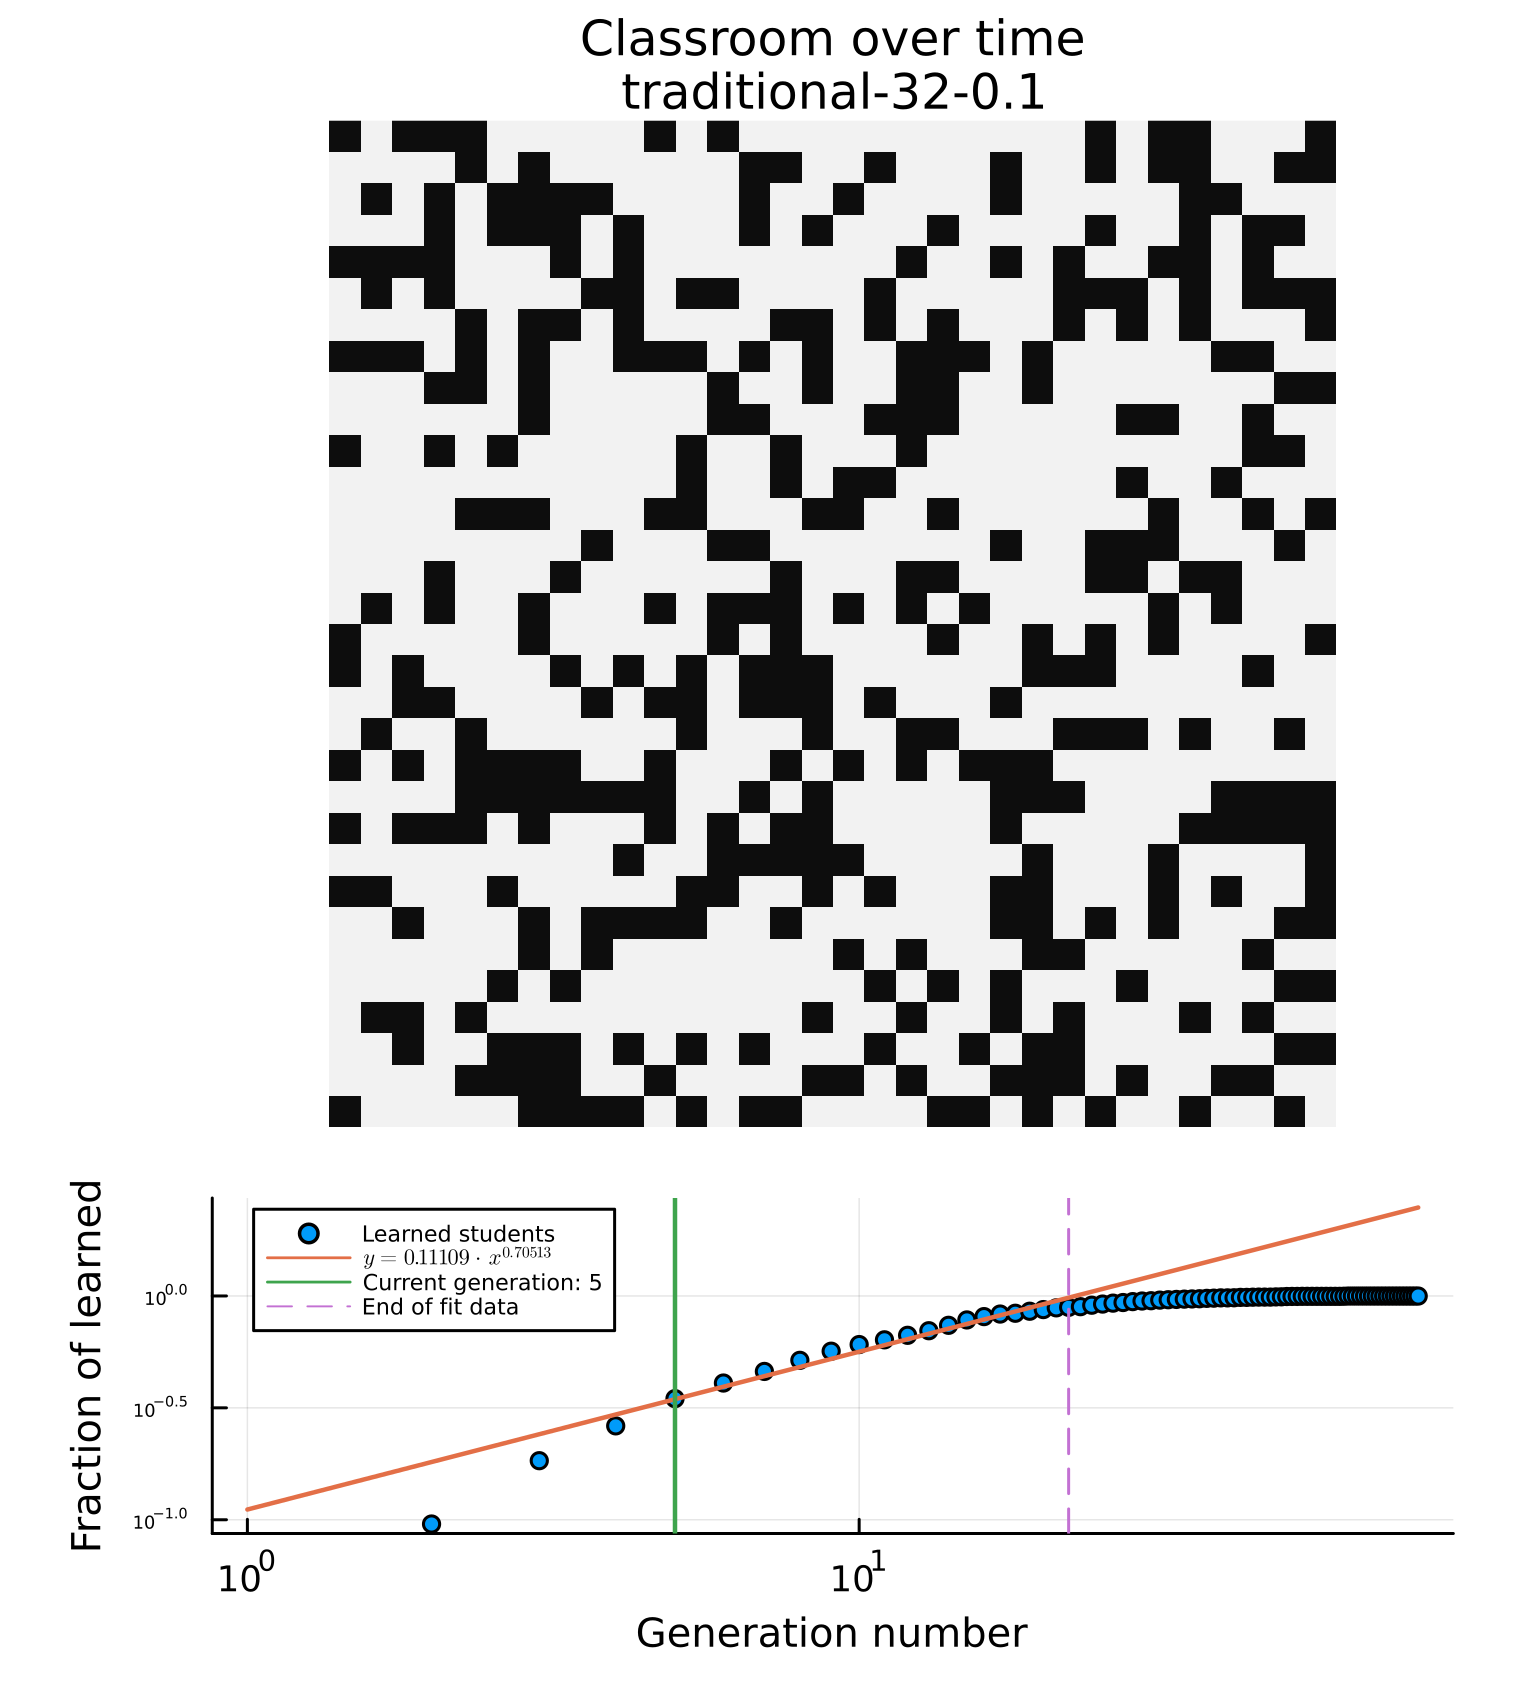 Classroom over time
traditional-32-0.1
Fraction of learned
Learned students
y = 0.11109 · x^0.70513
Current generation: 5
End of fit data
10^0.0
10^−0.5
10^−1.0
10^0 10^1
Generation number